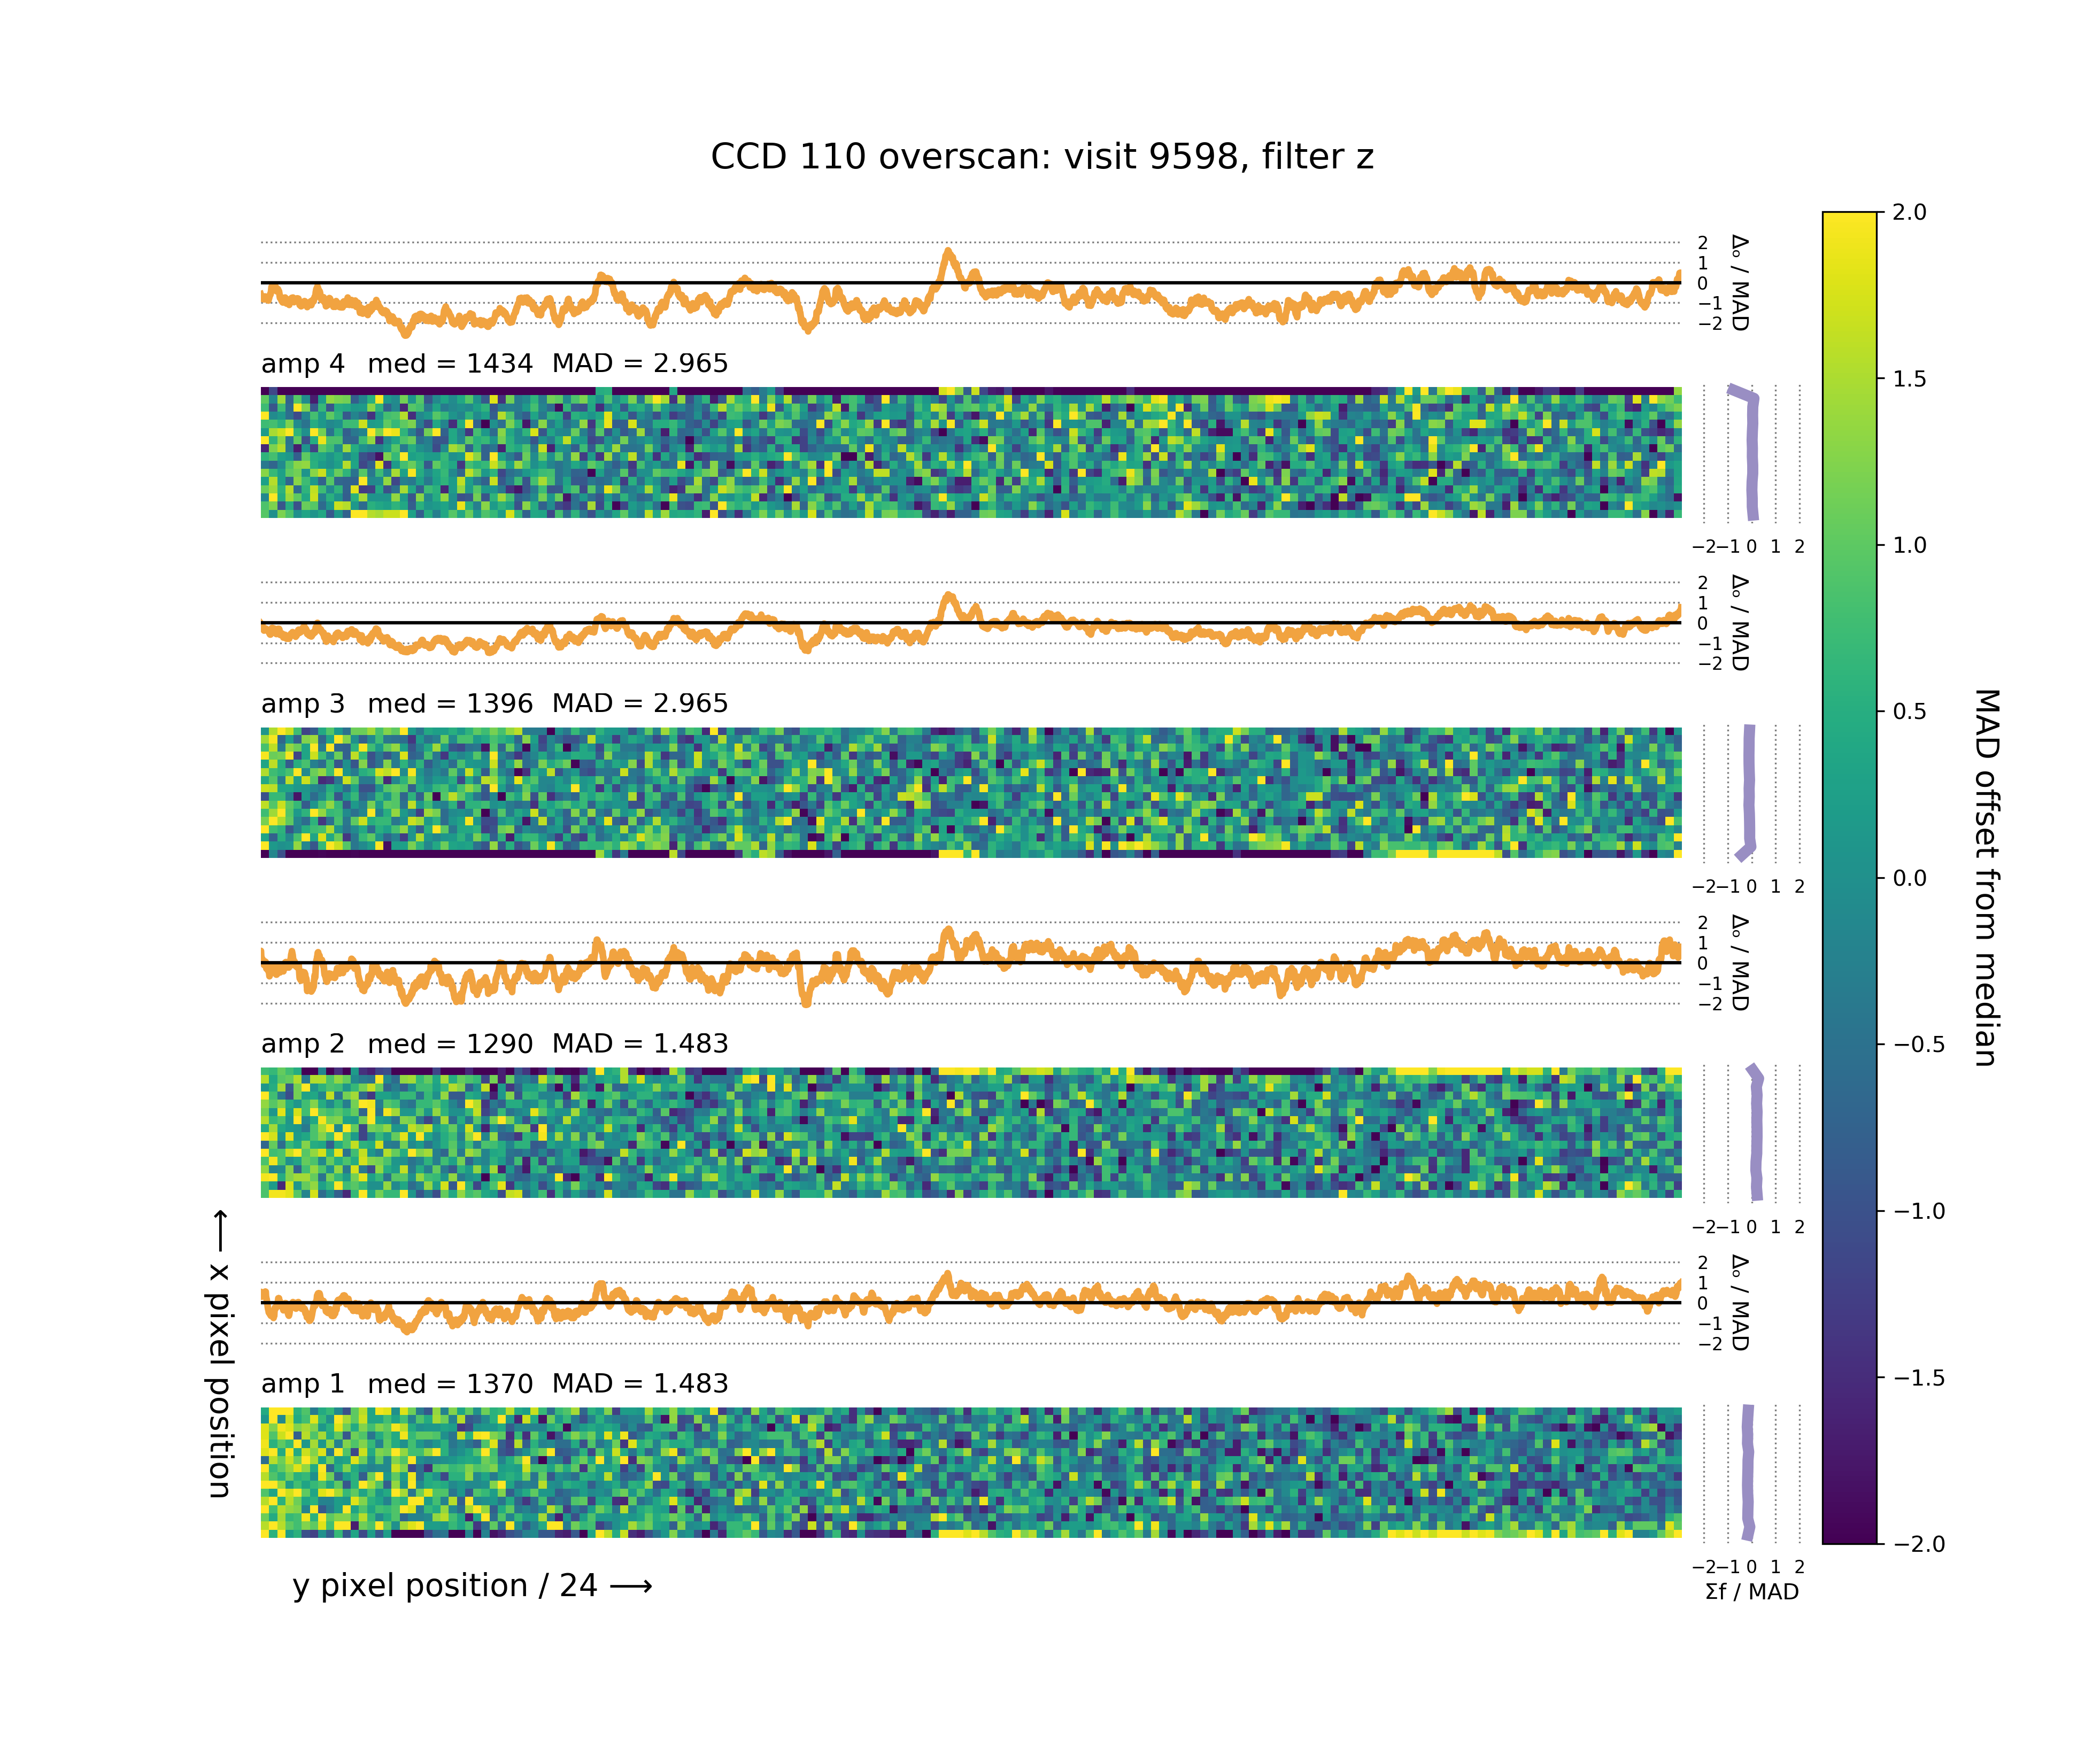 CCD 110 overscan: visit 9598, filter z
2
1
0
−1
−2
Δₒ / MAD
amp 4 med = 1434 MAD = 2.965
−2 −1 0 1 2
2
1
0
−1
−2
Δₒ / MAD
amp 3 med = 1396 MAD = 2.965
−2 −1 0 1 2
2
1
0
−1
−2
Δₒ / MAD
amp 2 med = 1290 MAD = 1.483
−2 −1 0 1 2
2
1
0
−1
−2
Δₒ / MAD
amp 1 med = 1370 MAD = 1.483
−2 −1 0 1 2
Σf / MAD
y pixel position / 24 ⟶
⟵ x pixel position
2.0
1.5
1.0
0.5
0.0
−0.5
−1.0
−1.5
−2.0
MAD offset from median